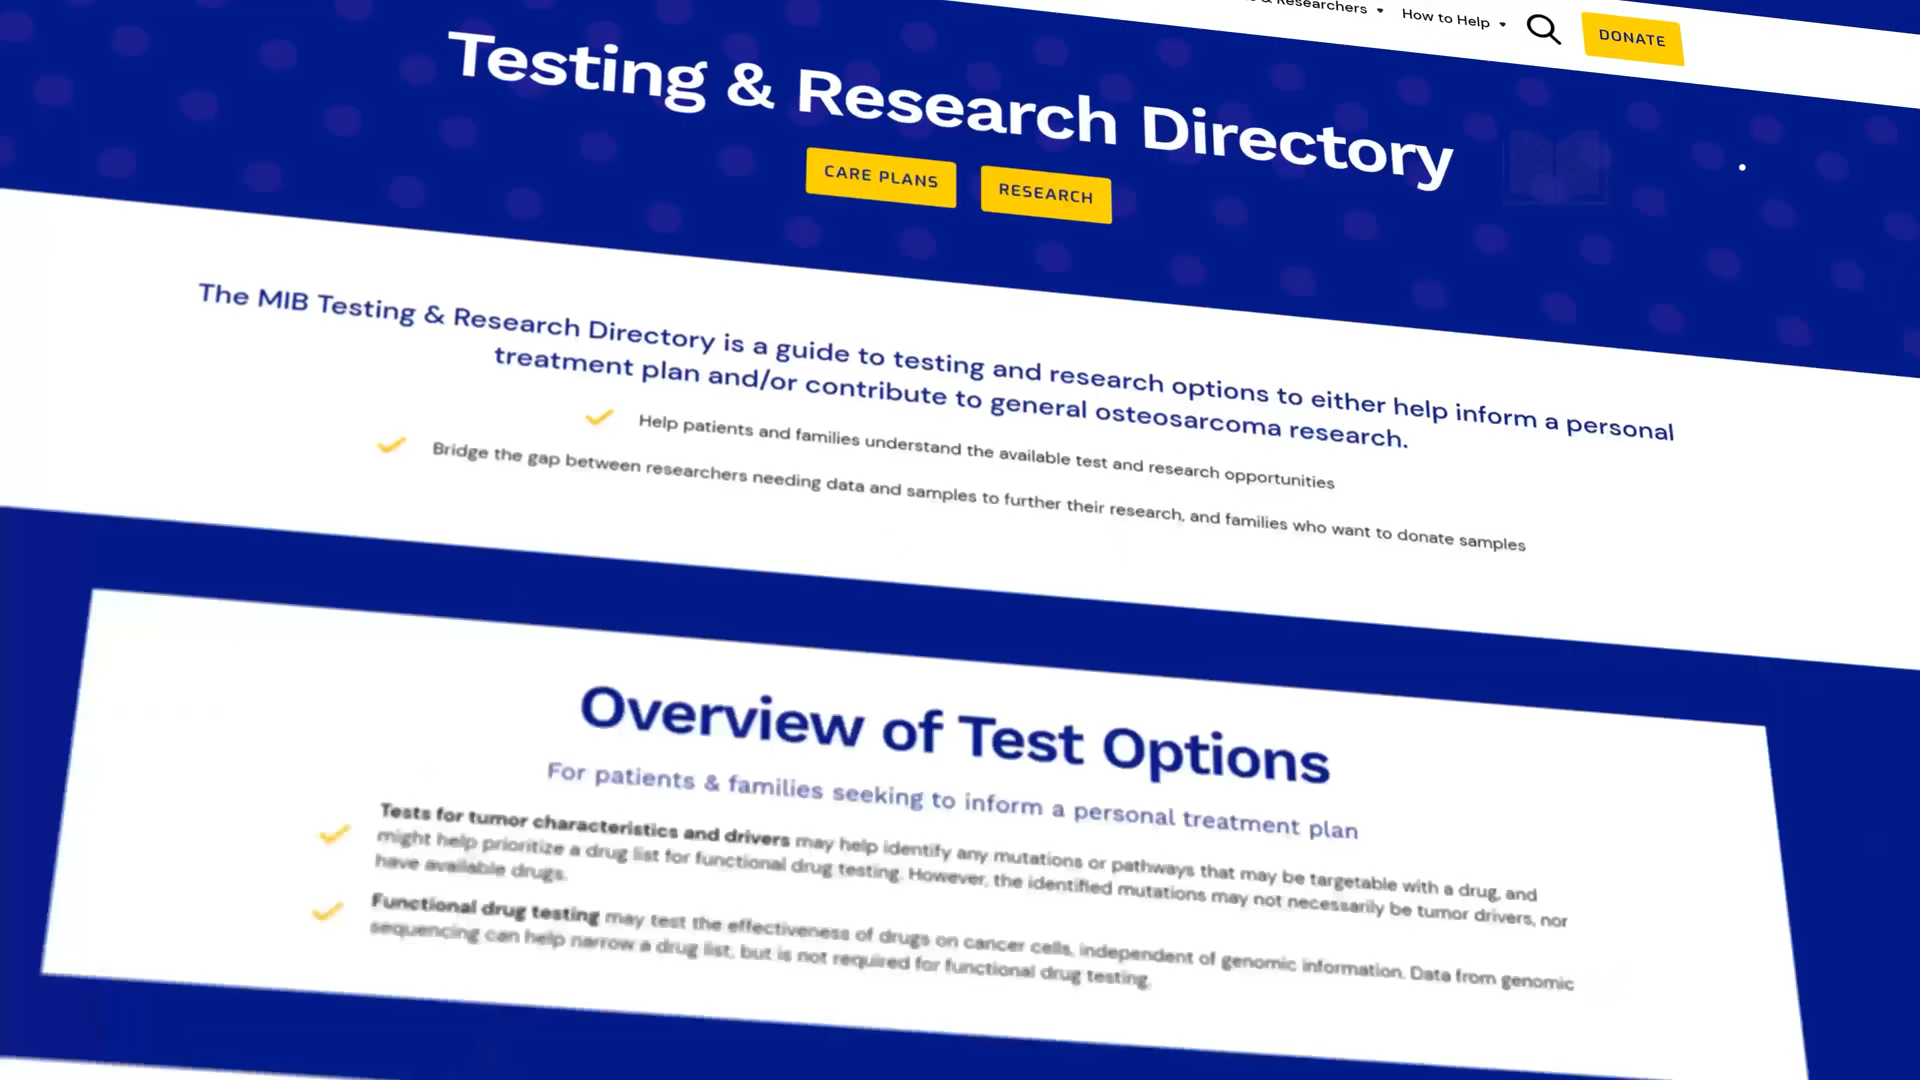 Researchers
How to Help
DONATE
Testing & Research Directory
CARE PLANS
RESEARCH
The MIB Testing & Research Directory is a guide to testing and research options to either help inform a personal
treatment plan and/or contribute to general osteosarcoma research.
Help patients and families understand the available test and research opportunities
Bridge the gap between researchers needing data and samples to further their research, and families who want to donate samples
Overview of Test Options
For patients & families seeking to inform a personal treatment plan
Tests for tumor characteristics and drivers may help identify any mutations or pathways that may be targetable with a drug, and
might help prioritize a drug list for functional drug testing. However, the identified mutations may not necessarily be tumor drivers, nor
have available drugs.
Functional drug testing may test the effectiveness of drugs on cancer cells, independent of genomic information. Data from genomic
sequencing can help narrow a drug list, but is not required for functional drug testing.